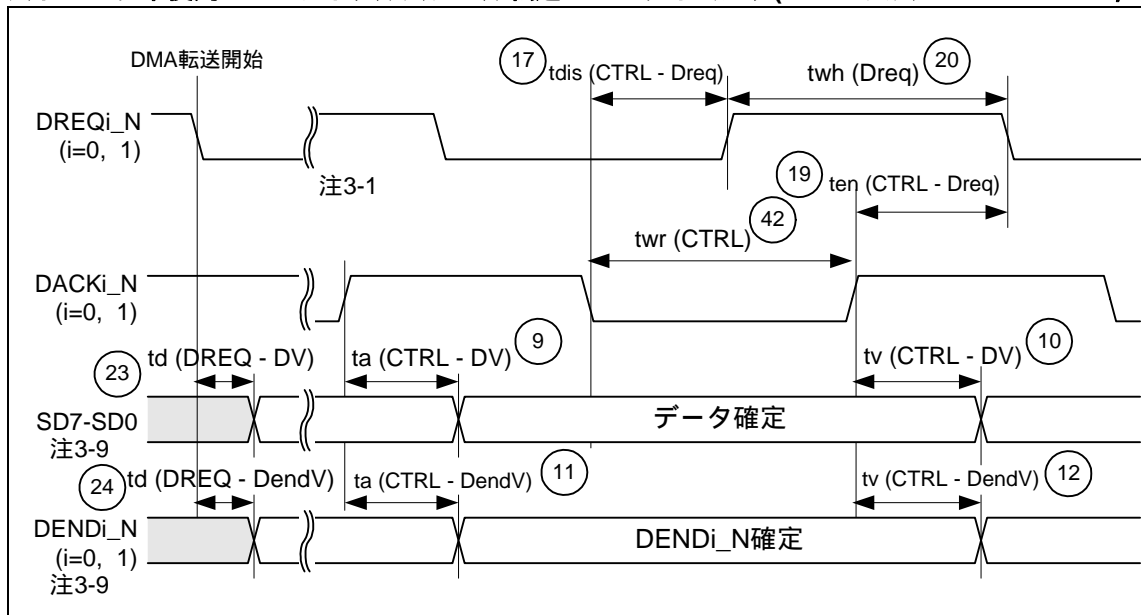 DMA転送開始
17 tdis (CTRL - Dreq)
twh (Dreq) 20
DREQi_N
(i=0, 1)
注3-1
19 ten (CTRL - Dreq)
twr (CTRL) 42
DACKi_N
(i=0, 1)
23 td (DREQ - DV)
ta (CTRL - DV) 9
tv (CTRL - DV) 10
SD7-SD0
注3-9
データ確定
24 td (DREQ - DendV)
ta (CTRL - DendV) 11
tv (CTRL - DendV) 12
DENDi_N
(i=0, 1)
注3-9
DENDi_N確定